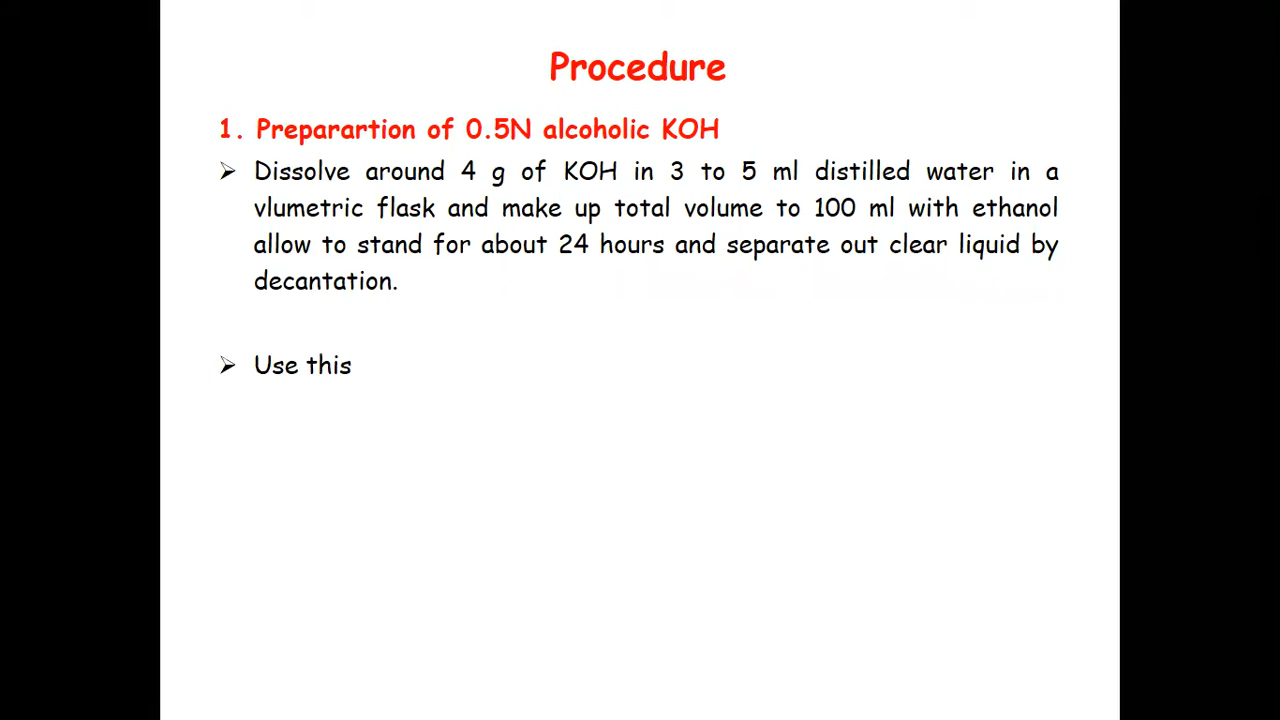 Procedure
1. Preparartion of 0.5N alcoholic KOH
➢ Dissolve around 4 g of KOH in 3 to 5 ml distilled water in a
vlumetric flask and make up total volume to 100 ml with ethanol
allow to stand for about 24 hours and separate out clear liquid by
decantation.
➢ Use this